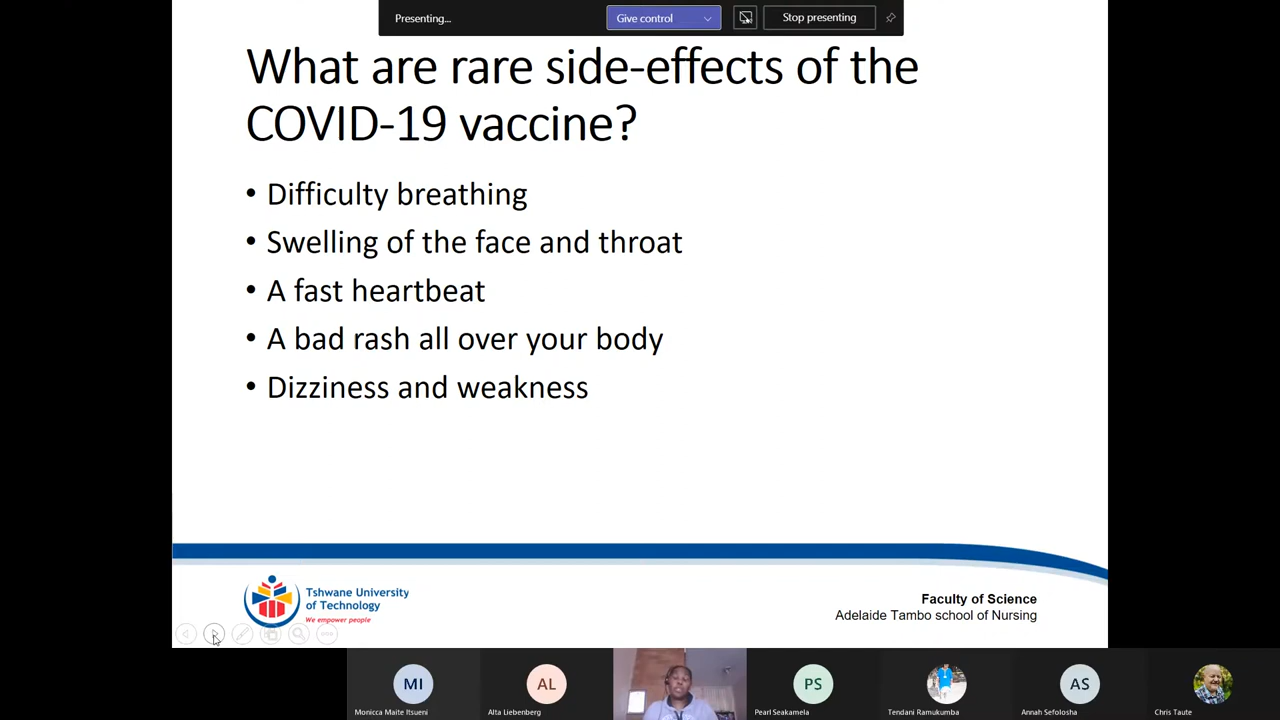 Presenting...
Give control
Stop presenting
What are rare side-effects of the
COVID-19 vaccine?
• Difficulty breathing
• Swelling of the face and throat
• A fast heartbeat
• A bad rash all over your body
• Dizziness and weakness
Tshwane University
of Technology
We empower people
Faculty of Science
Adelaide Tambo school of Nursing
MI
AL
PS
AS
Monicca Maite Itsueni
Alta Liebenberg
Pearl Seakamela
Tendani Ramukumba
Annah Sefolosha
Chris Taute